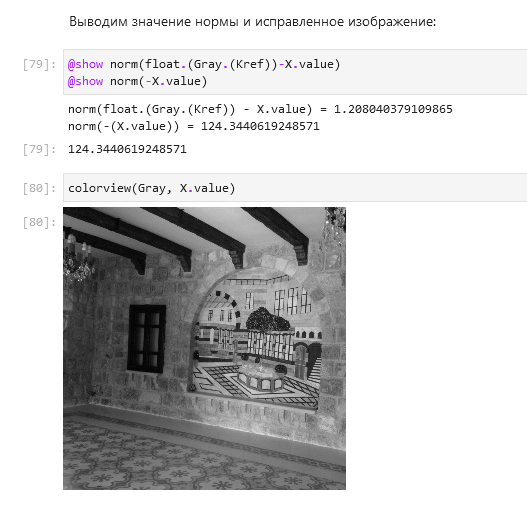 Выводим значение нормы и исправленное изображение:
[79]: @show norm(float.(Gray.(Kref))-X.value)
@show norm(-X.value)
norm(float.(Gray.(Kref)) - X.value) = 1.208040379109865
norm(-(X.value)) = 124.3440619248571
[79]: 124.3440619248571
[80]: colorview(Gray, X.value)
[80]: